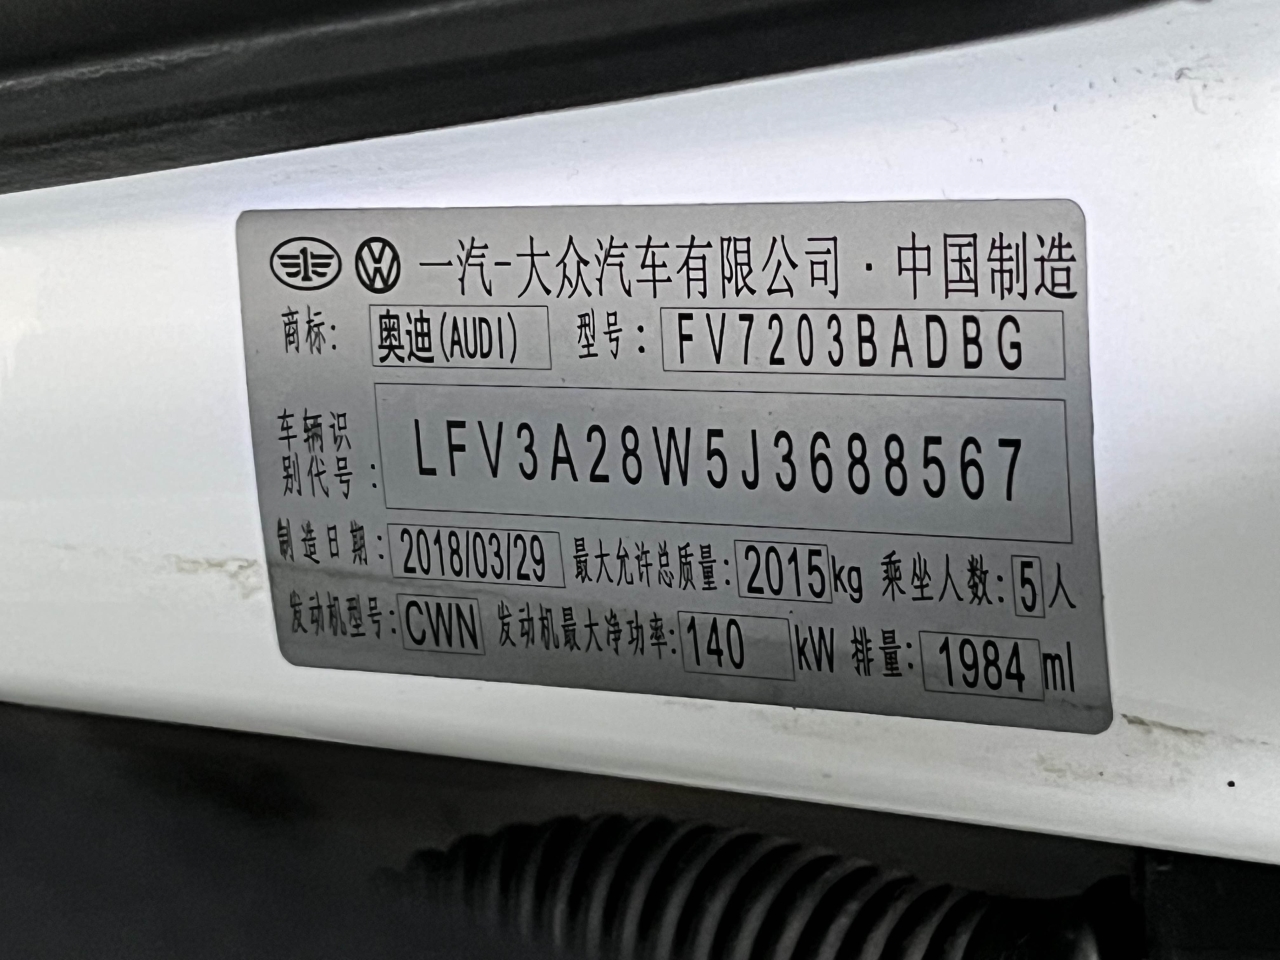 一汽-大众汽车有限公司·中国制造
商标: 奥迪(AUDI) 型号: FV7203BADBG
车辆识别代号: LFV3A28W5J3688567
制造日期: 2018/03/29 最大允许总质量: 2015kg 乘坐人数: 5人
发动机型号: CWN 发动机最大净功率: 140 kW 排量: 1984ml